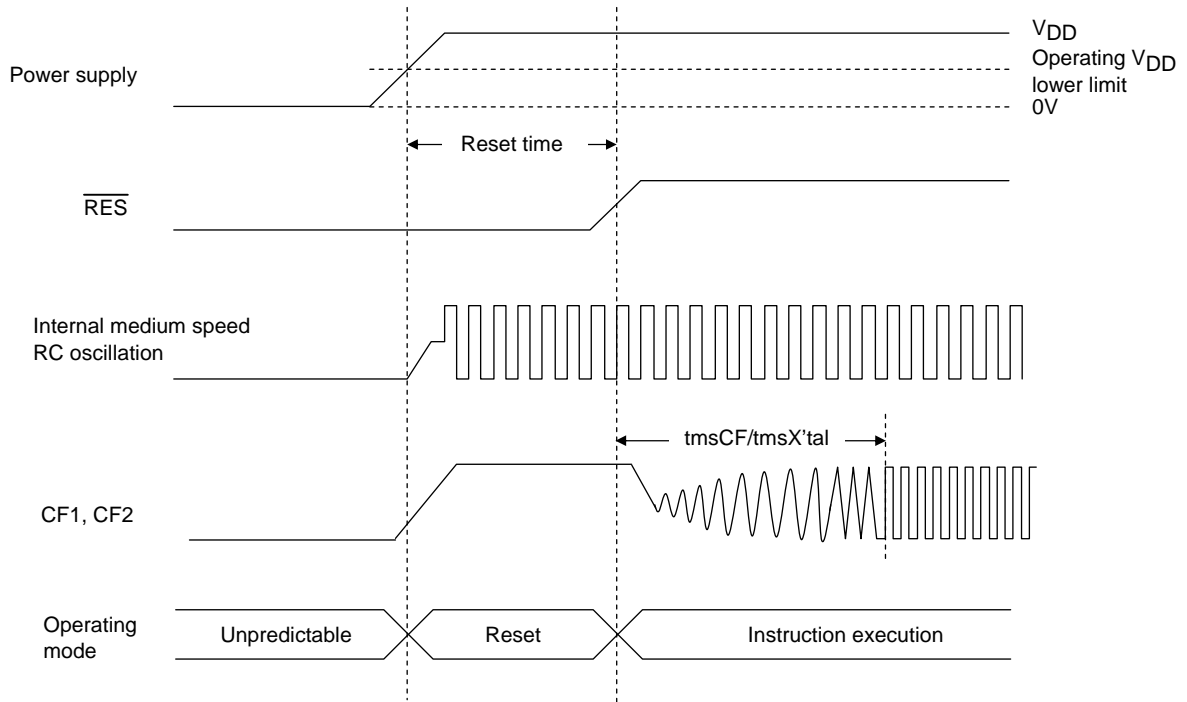 Power supply
VDD
Operating VDD
lower limit
0V
Reset time
RES
Internal medium speed
RC oscillation
tmsCF/tmsX'tal
CF1, CF2
Operating
mode
Unpredictable
Reset
Instruction execution